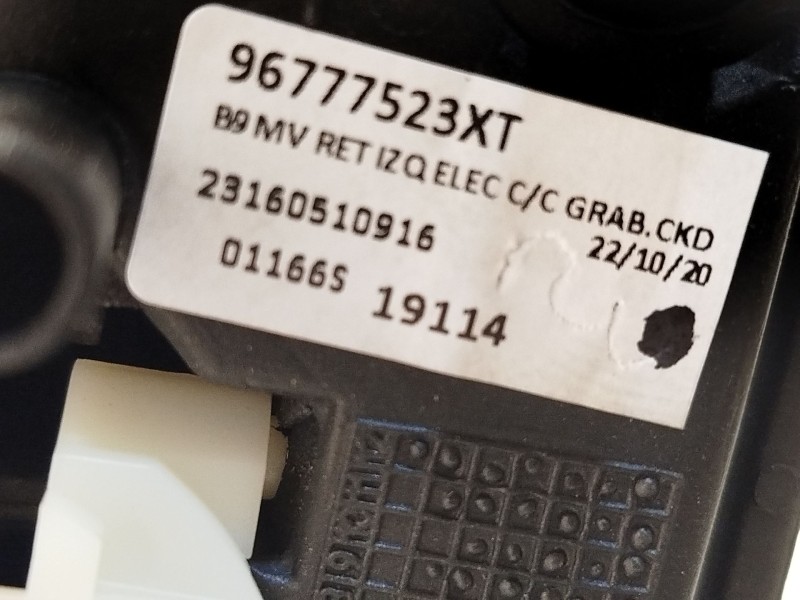 96777523XT
B9 MV RET IZQ ELEC C/C GRAB.CKD
23160510916
22/10/20
01166S
19114